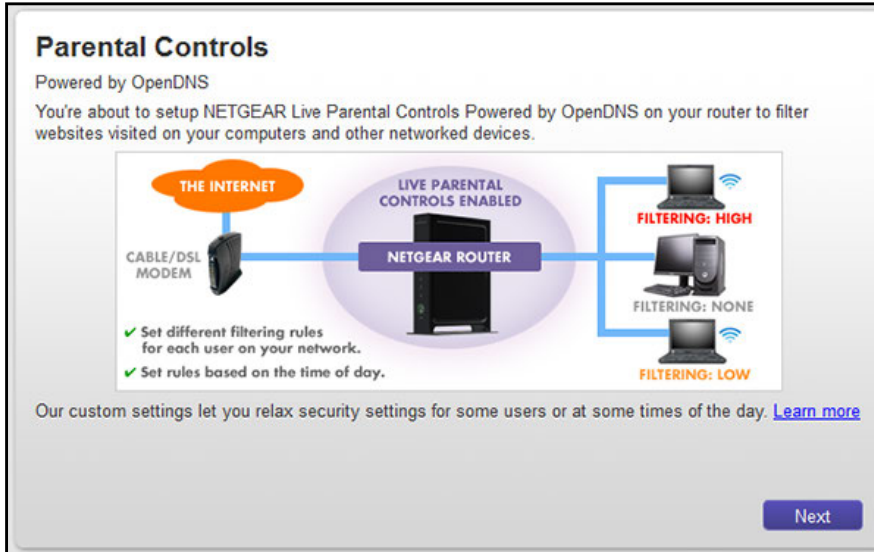 Parental Controls
Powered by OpenDNS
You're about to setup NETGEAR Live Parental Controls Powered by OpenDNS on your router to filter
websites visited on your computers and other networked devices.
THE INTERNET
CABLE/DSL
MODEM
LIVE PARENTAL
CONTROLS ENABLED
NETGEAR ROUTER
FILTERING: HIGH
FILTERING: NONE
FILTERING: LOW
✔ Set different filtering rules
for each user on your network.
✔ Set rules based on the time of day.
Our custom settings let you relax security settings for some users or at some times of the day. Learn more
Next